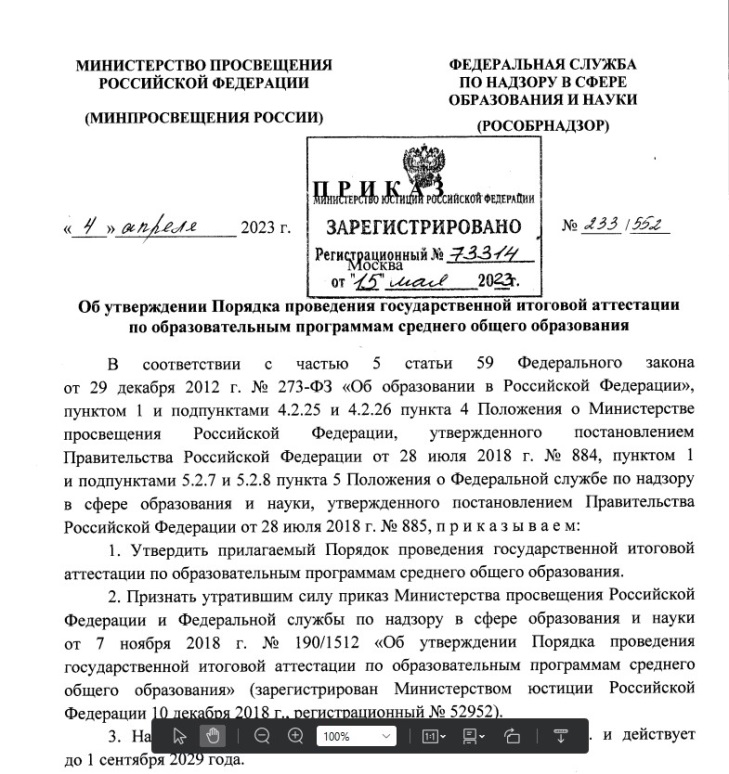 МИНИСТЕРСТВО ПРОСВЕЩЕНИЯ
РОССИЙСКОЙ ФЕДЕРАЦИИ
(МИНПРОСВЕЩЕНИЯ РОССИИ)
ФЕДЕРАЛЬНАЯ СЛУЖБА
ПО НАДЗОРУ В СФЕРЕ
ОБРАЗОВАНИЯ И НАУКИ
(РОСОБРНАДЗОР)
П Р И К А З
МИНИСТЕРСТВО ЮСТИЦИИ РОССИЙСКОЙ ФЕДЕРАЦИИ
ЗАРЕГИСТРИРОВАНО
Регистрационный № 73314
Москва
от "15" мая 2023г.
« 4 » апреля 2023 г.
№ 233 / 552
Об утверждении Порядка проведения государственной итоговой аттестации
по образовательным программам среднего общего образования
В соответствии с частью 5 статьи 59 Федерального закона
от 29 декабря 2012 г. № 273-ФЗ «Об образовании в Российской Федерации»,
пунктом 1 и подпунктами 4.2.25 и 4.2.26 пункта 4 Положения о Министерстве
просвещения Российской Федерации, утвержденного постановлением
Правительства Российской Федерации от 28 июля 2018 г. № 884, пунктом 1
и подпунктами 5.2.7 и 5.2.8 пункта 5 Положения о Федеральной службе по надзору
в сфере образования и науки, утвержденного постановлением Правительства
Российской Федерации от 28 июля 2018 г. № 885, п р и к а з ы в а е м:
1. Утвердить прилагаемый Порядок проведения государственной итоговой
аттестации по образовательным программам среднего общего образования.
2. Признать утратившим силу приказ Министерства просвещения Российской
Федерации и Федеральной службы по надзору в сфере образования и науки
от 7 ноября 2018 г. № 190/1512 «Об утверждении Порядка проведения
государственной итоговой аттестации по образовательным программам среднего
общего образования» (зарегистрирован Министерством юстиции Российской
Федерации 10 декабря 2018 г., регистрационный № 52952).
3. На и действует
до 1 сентября 2029 года.
100%
1:1